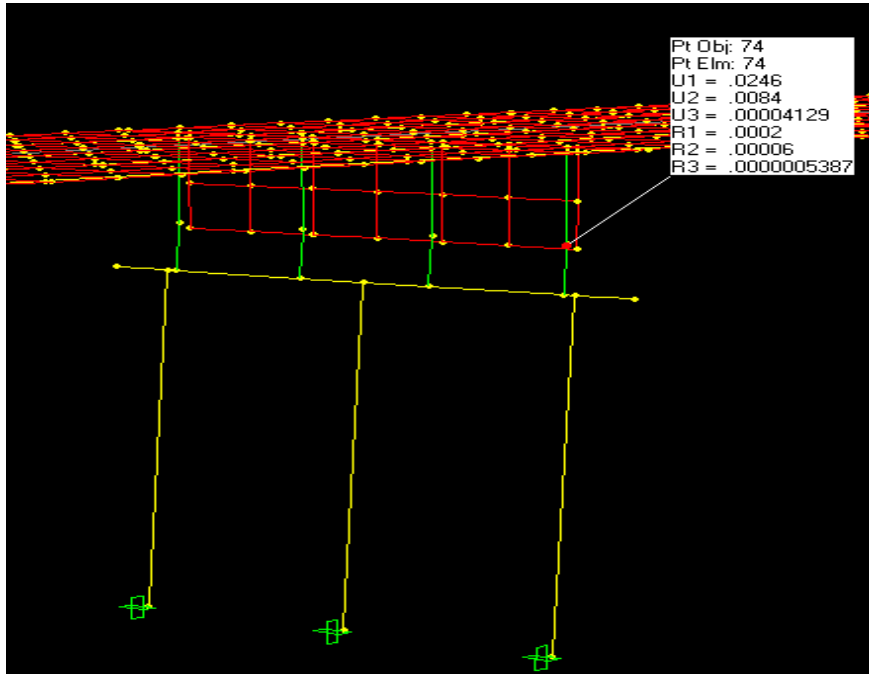 Pt Obj: 74
Pt Elm: 74
U1 = .0246
U2 = .0084
U3 = .00004129
R1 = .0002
R2 = .00006
R3 = .0000005387